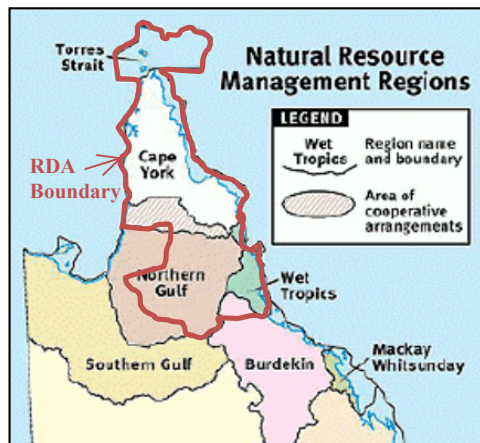 Torres
Strait
Natural Resource
Management Regions
LEGEND
Wet
Tropics
Region name
and boundary
Area of
cooperative
arrangements
RDA
Boundary
Cape
York
Northern
Gulf
Wet
Tropics
Southern Gulf
Burdekin
Mackay
Whitsunday